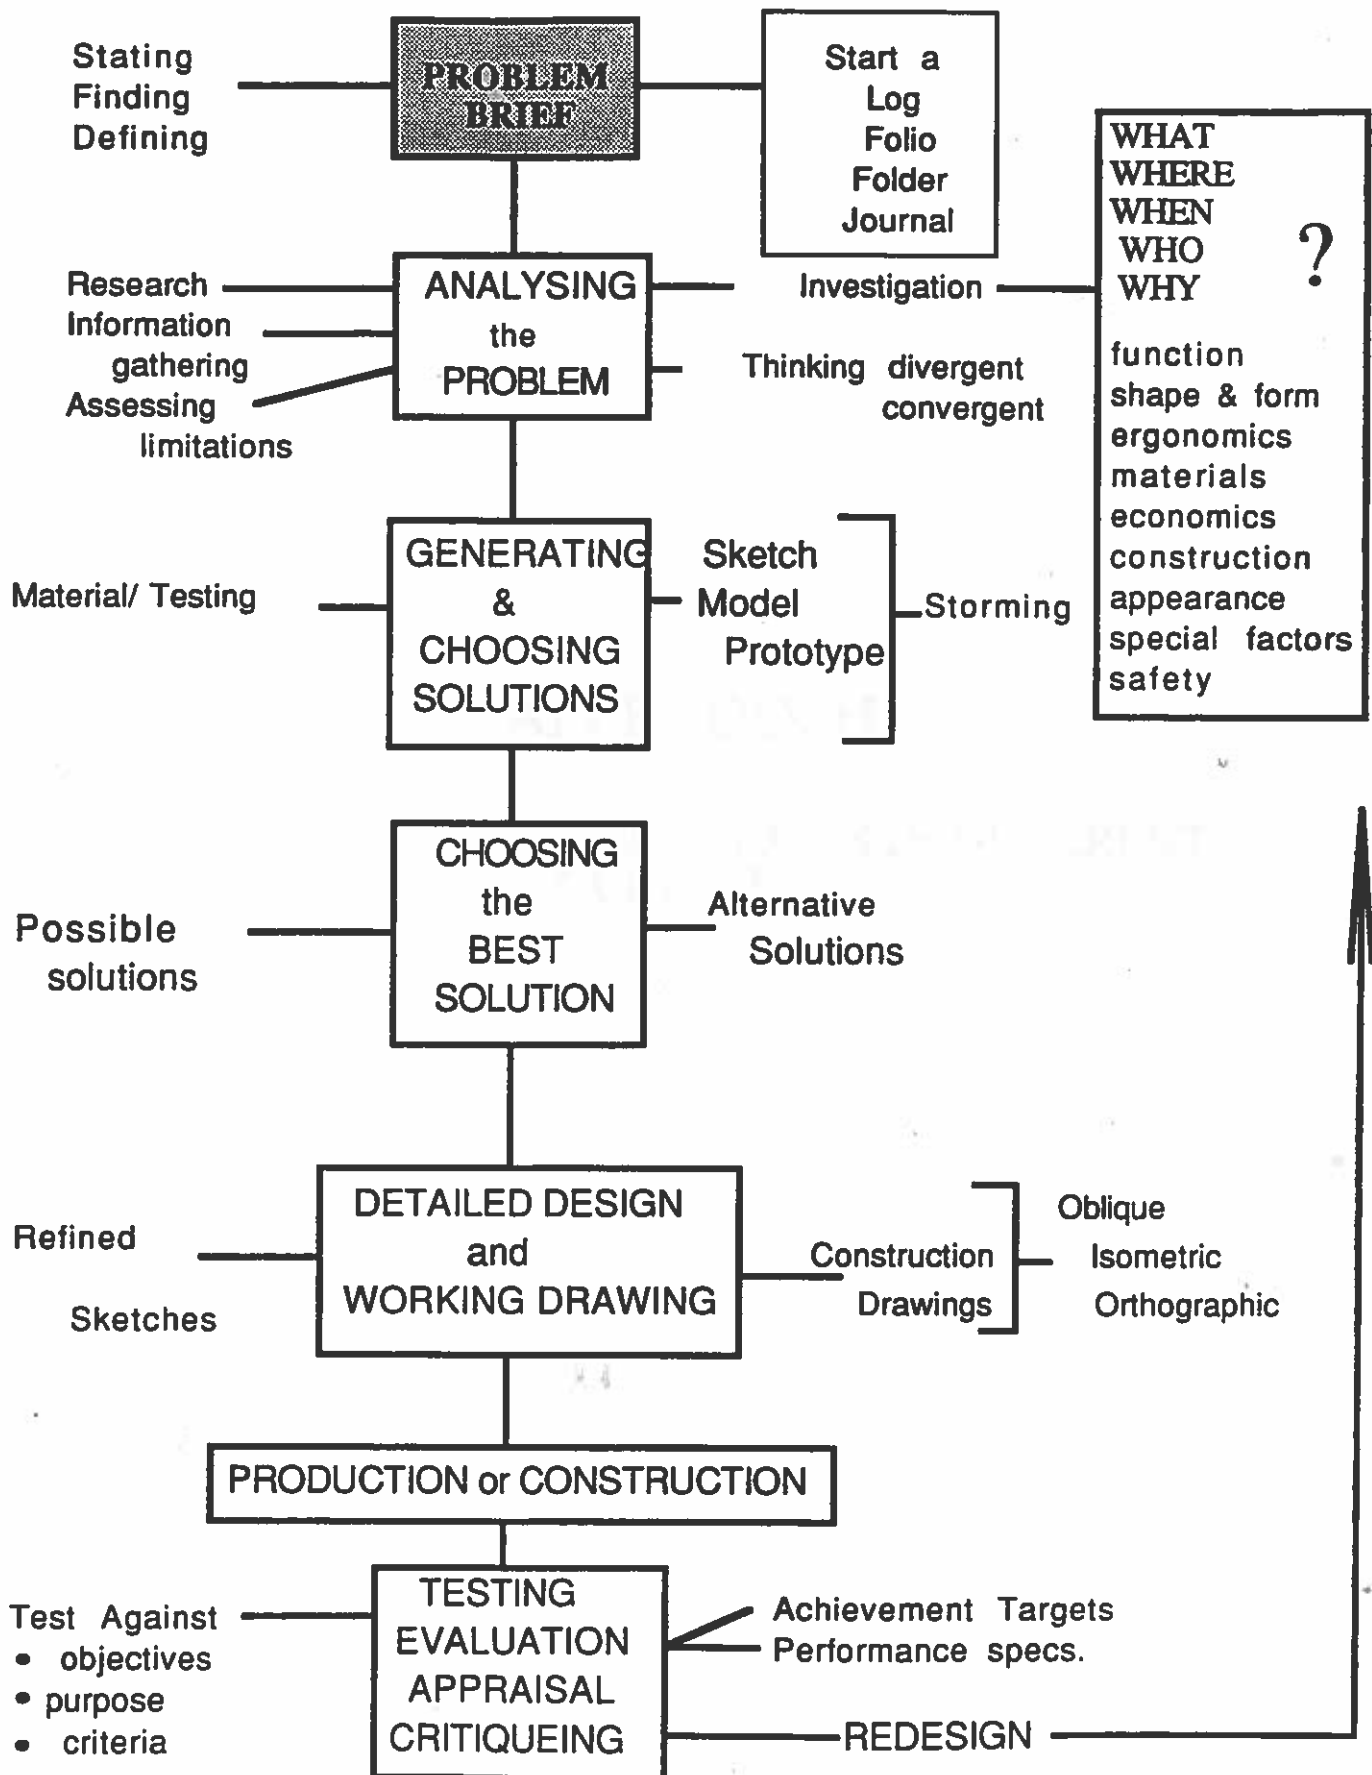 Stating
Finding
Defining
PROBLEM
BRIEF
Start a
Log
Folio
Folder
Journal
WHAT
WHERE
WHEN
WHO
WHY
?
function
shape & form
ergonomics
materials
economics
construction
appearance
special factors
safety
Research
Information
gathering
Assessing
limitations
ANALYSING
the
PROBLEM
Investigation
Thinking divergent
convergent
Material/ Testing
GENERATING
&
CHOOSING
SOLUTIONS
Sketch
Model
Prototype
Storming
Possible
solutions
CHOOSING
the
BEST
SOLUTION
Alternative
Solutions
Refined
Sketches
DETAILED DESIGN
and
WORKING DRAWING
Construction
Drawings
Oblique
Isometric
Orthographic
PRODUCTION or CONSTRUCTION
Test Against
• objectives
• purpose
• criteria
TESTING
EVALUATION
APPRAISAL
CRITIQUEING
Achievement Targets
Performance specs.
REDESIGN